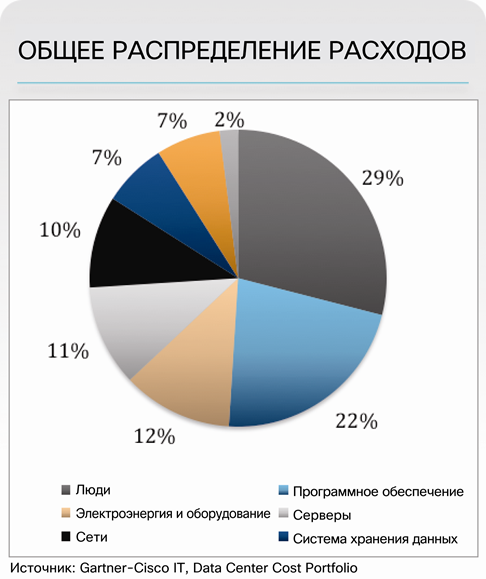 ОБЩЕЕ РАСПРЕДЕЛЕНИЕ РАСХОДОВ
7% 2%
7%
29%
10%
11%
22%
12%
Люди Программное обеспечение
Электроэнергия и оборудование Серверы
Сети Система хранения данных
Источник: Gartner-Cisco IT, Data Center Cost Portfolio